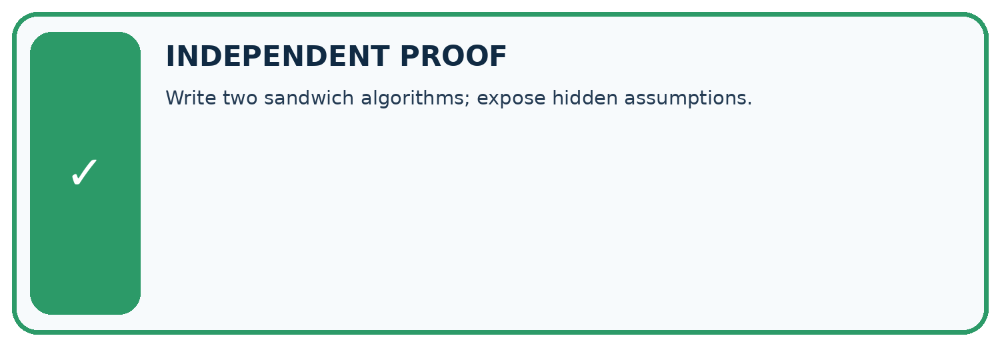 INDEPENDENT PROOF
Write two sandwich algorithms; expose hidden assumptions.
✓